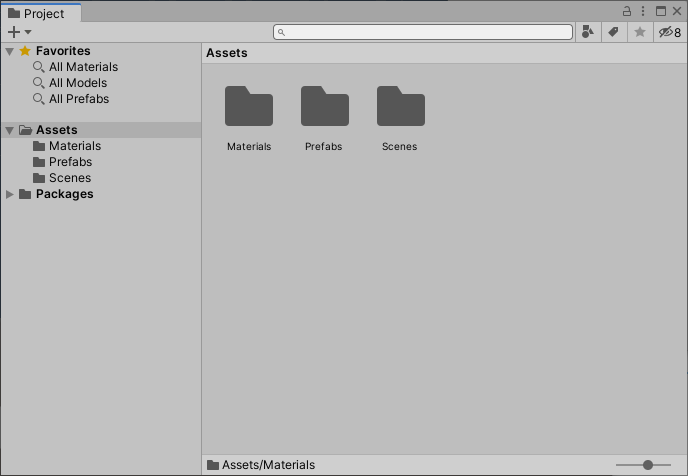 Project
8
Favorites
All Materials
All Models
All Prefabs
Assets
Materials
Prefabs
Scenes
Packages
Assets
Materials
Prefabs
Scenes
Assets/Materials